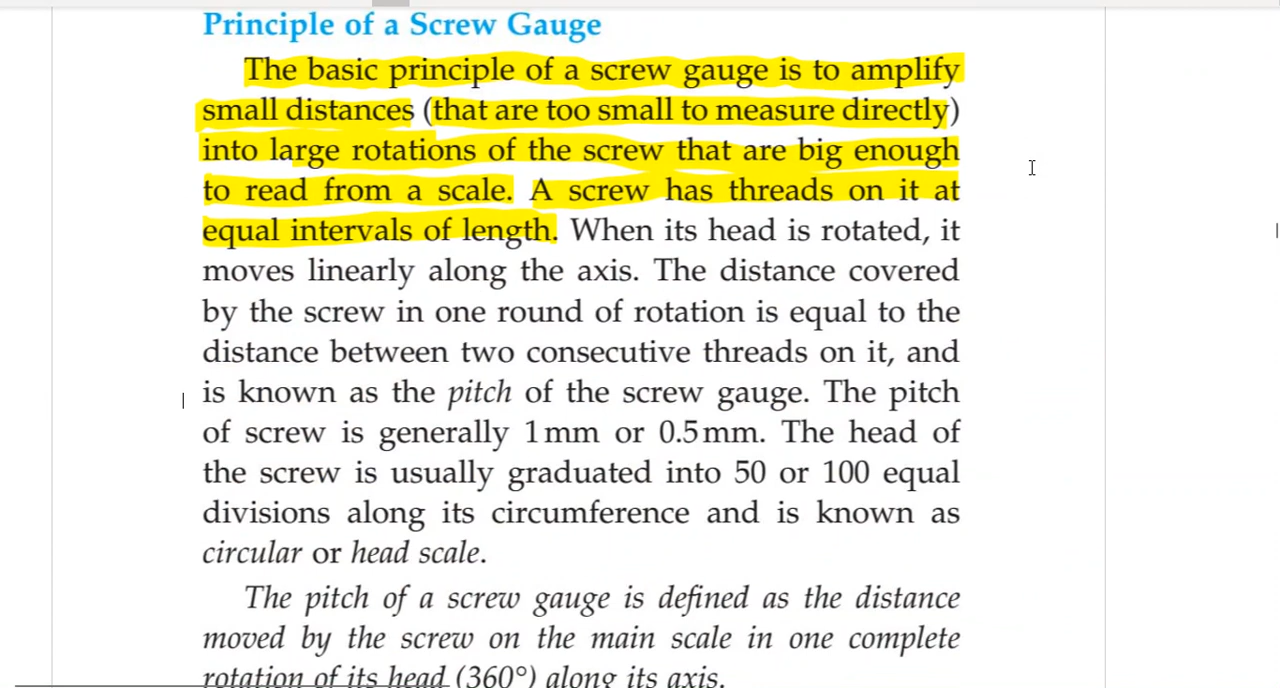 Principle of a Screw Gauge
The basic principle of a screw gauge is to amplify
small distances (that are too small to measure directly)
into large rotations of the screw that are big enough
to read from a scale. A screw has threads on it at
equal intervals of length. When its head is rotated, it
moves linearly along the axis. The distance covered
by the screw in one round of rotation is equal to the
distance between two consecutive threads on it, and
is known as the pitch of the screw gauge. The pitch
of screw is generally 1 mm or 0.5 mm. The head of
the screw is usually graduated into 50 or 100 equal
divisions along its circumference and is known as
circular or head scale.
The pitch of a screw gauge is defined as the distance
moved by the screw on the main scale in one complete
rotation of its head (360°) along its axis.